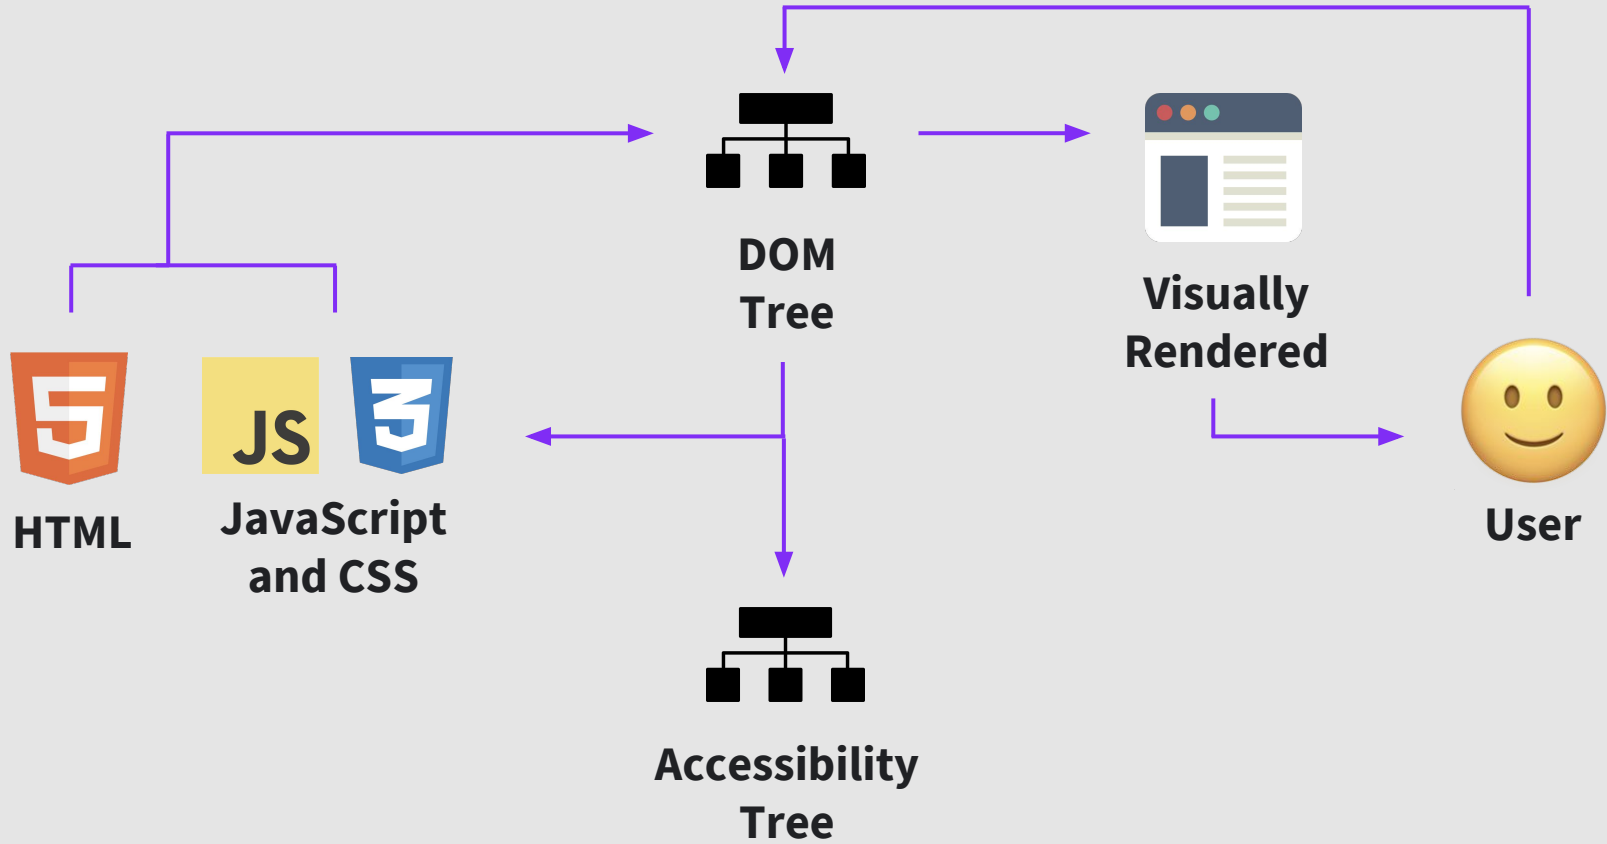 DOM
Tree
Visually
Rendered
JS
HTML
JavaScript
and CSS
User
Accessibility
Tree